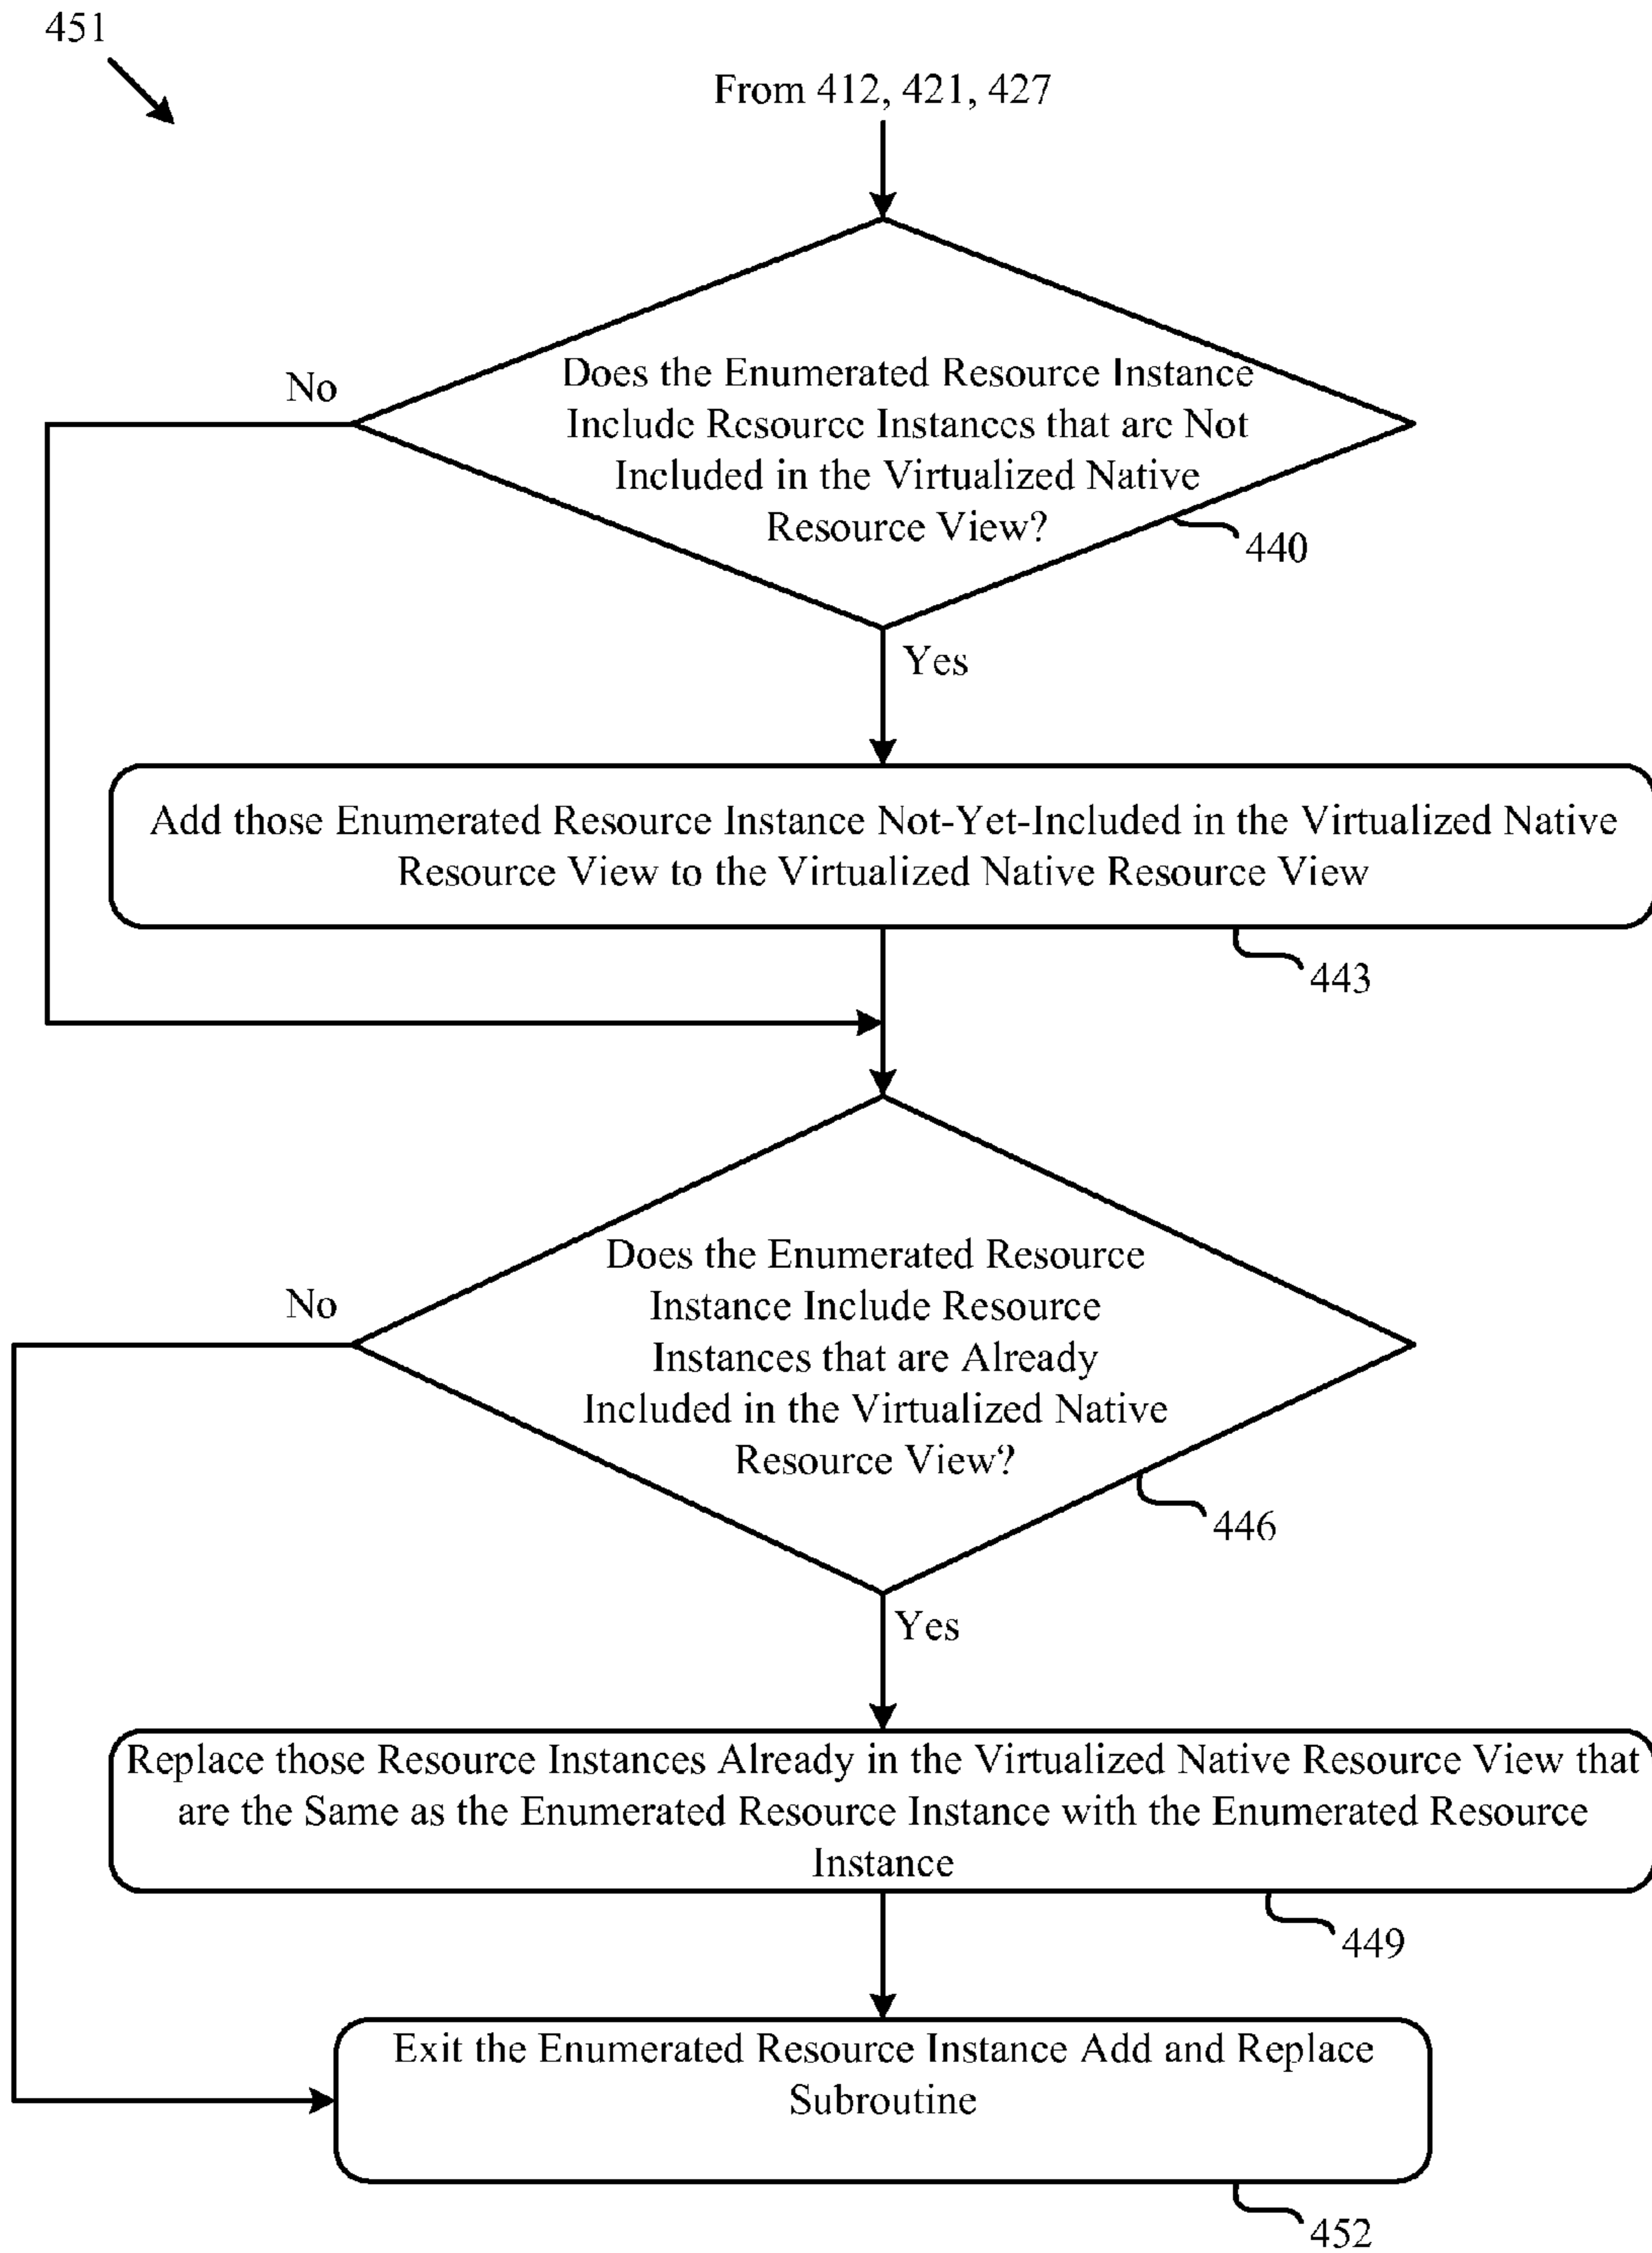 451
From 412, 421, 427
Does the Enumerated Resource Instance
No
Include Resource Instances that are Not
Included in the Virtualized Native
Resource View?
440
Yes
Add those Enumerated Resource Instance Not-Yet-Included in the Virtualized Native
Resource View to the Virtualized Native Resource View
443
Does the Enumerated Resource
No
Instance Include Resource
Instances that are Already
Included in the Virtualized Native
Resource View?
446
Yes
Replace those Resource Instances Already in the Virtualized Native Resource View that
are the Same as the Enumerated Resource Instance with the Enumerated Resource
Instance
449
Exit the Enumerated Resource Instance Add and Replace
Subroutine
452